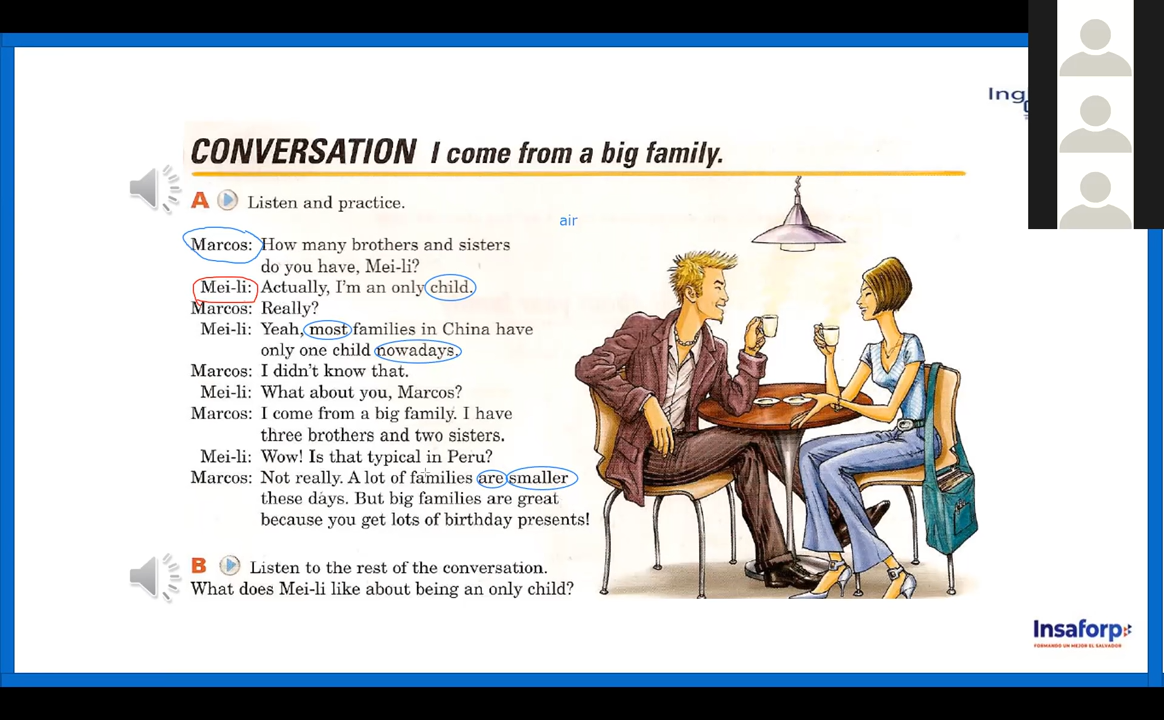 Ing
CONVERSATION I come from a big family.
A Listen and practice.
air
Marcos: How many brothers and sisters
do you have, Mei-li?
Mei-li: Actually, I'm an only child.
Marcos: Really?
Mei-li: Yeah, most families in China have
only one child nowadays.
Marcos: I didn't know that.
Mei-li: What about you, Marcos?
Marcos: I come from a big family. I have
three brothers and two sisters.
Mei-li: Wow! Is that typical in Peru?
Marcos: Not really. A lot of families are smaller
these days. But big families are great
because you get lots of birthday presents!
B Listen to the rest of the conversation.
What does Mei-li like about being an only child?
Insaforp
FORMANDO UN MEJOR EL SALVADOR